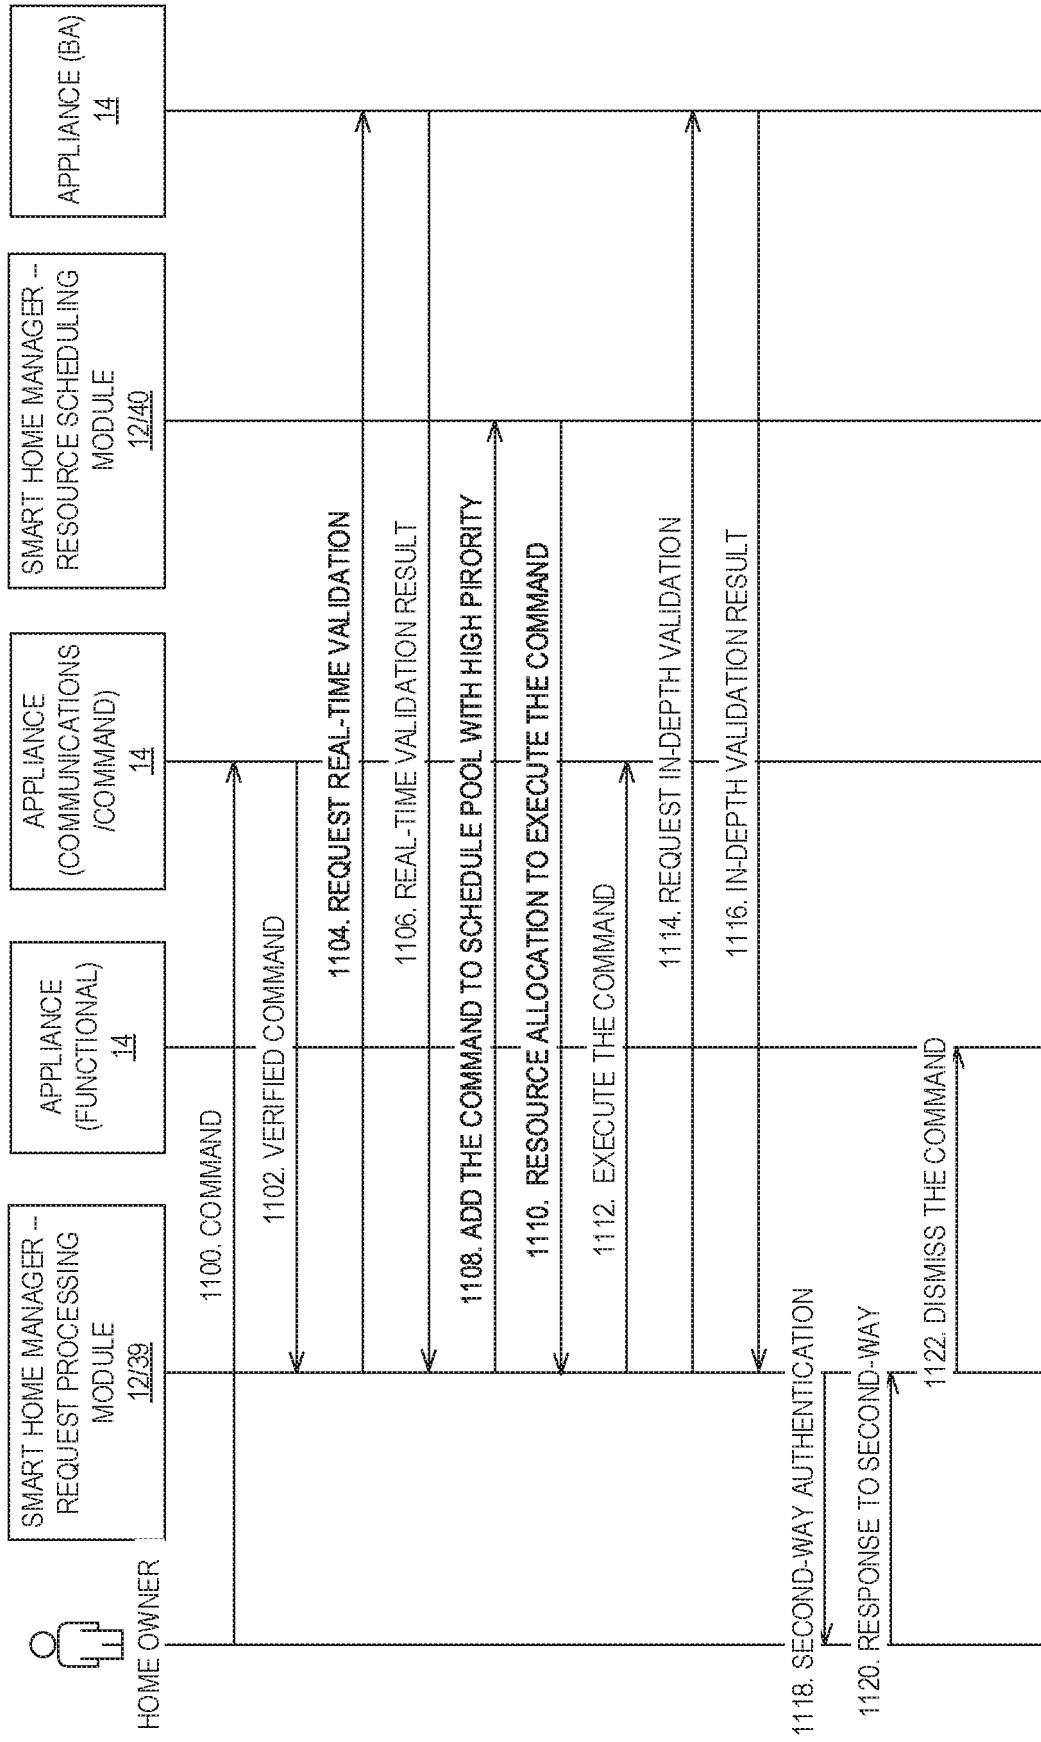 HOME OWNER
SMART HOME MANAGER --
REQUEST PROCESSING
MODULE
12/39
APPLIANCE
(FUNCTIONAL)
14
APPLIANCE
(COMMUNICATIONS
/COMMAND)
14
SMART HOME MANAGER --
RESOURCE SCHEDULING
MODULE
12/40
APPLIANCE (BA)
14
1100. COMMAND
1102. VERIFIED COMMAND
1104. REQUEST REAL-TIME VALIDATION
1106. REAL-TIME VALIDATION RESULT
1108. ADD THE COMMAND TO SCHEDULE POOL WITH HIGH PIRORITY
1110. RESOURCE ALLOCATION TO EXECUTE THE COMMAND
1112. EXECUTE THE COMMAND
1114. REQUEST IN-DEPTH VALIDATION
1116. IN-DEPTH VALIDATION RESULT
1118. SECOND-WAY AUTHENTICATION
1120. RESPONSE TO SECOND-WAY
1122. DISMISS THE COMMAND